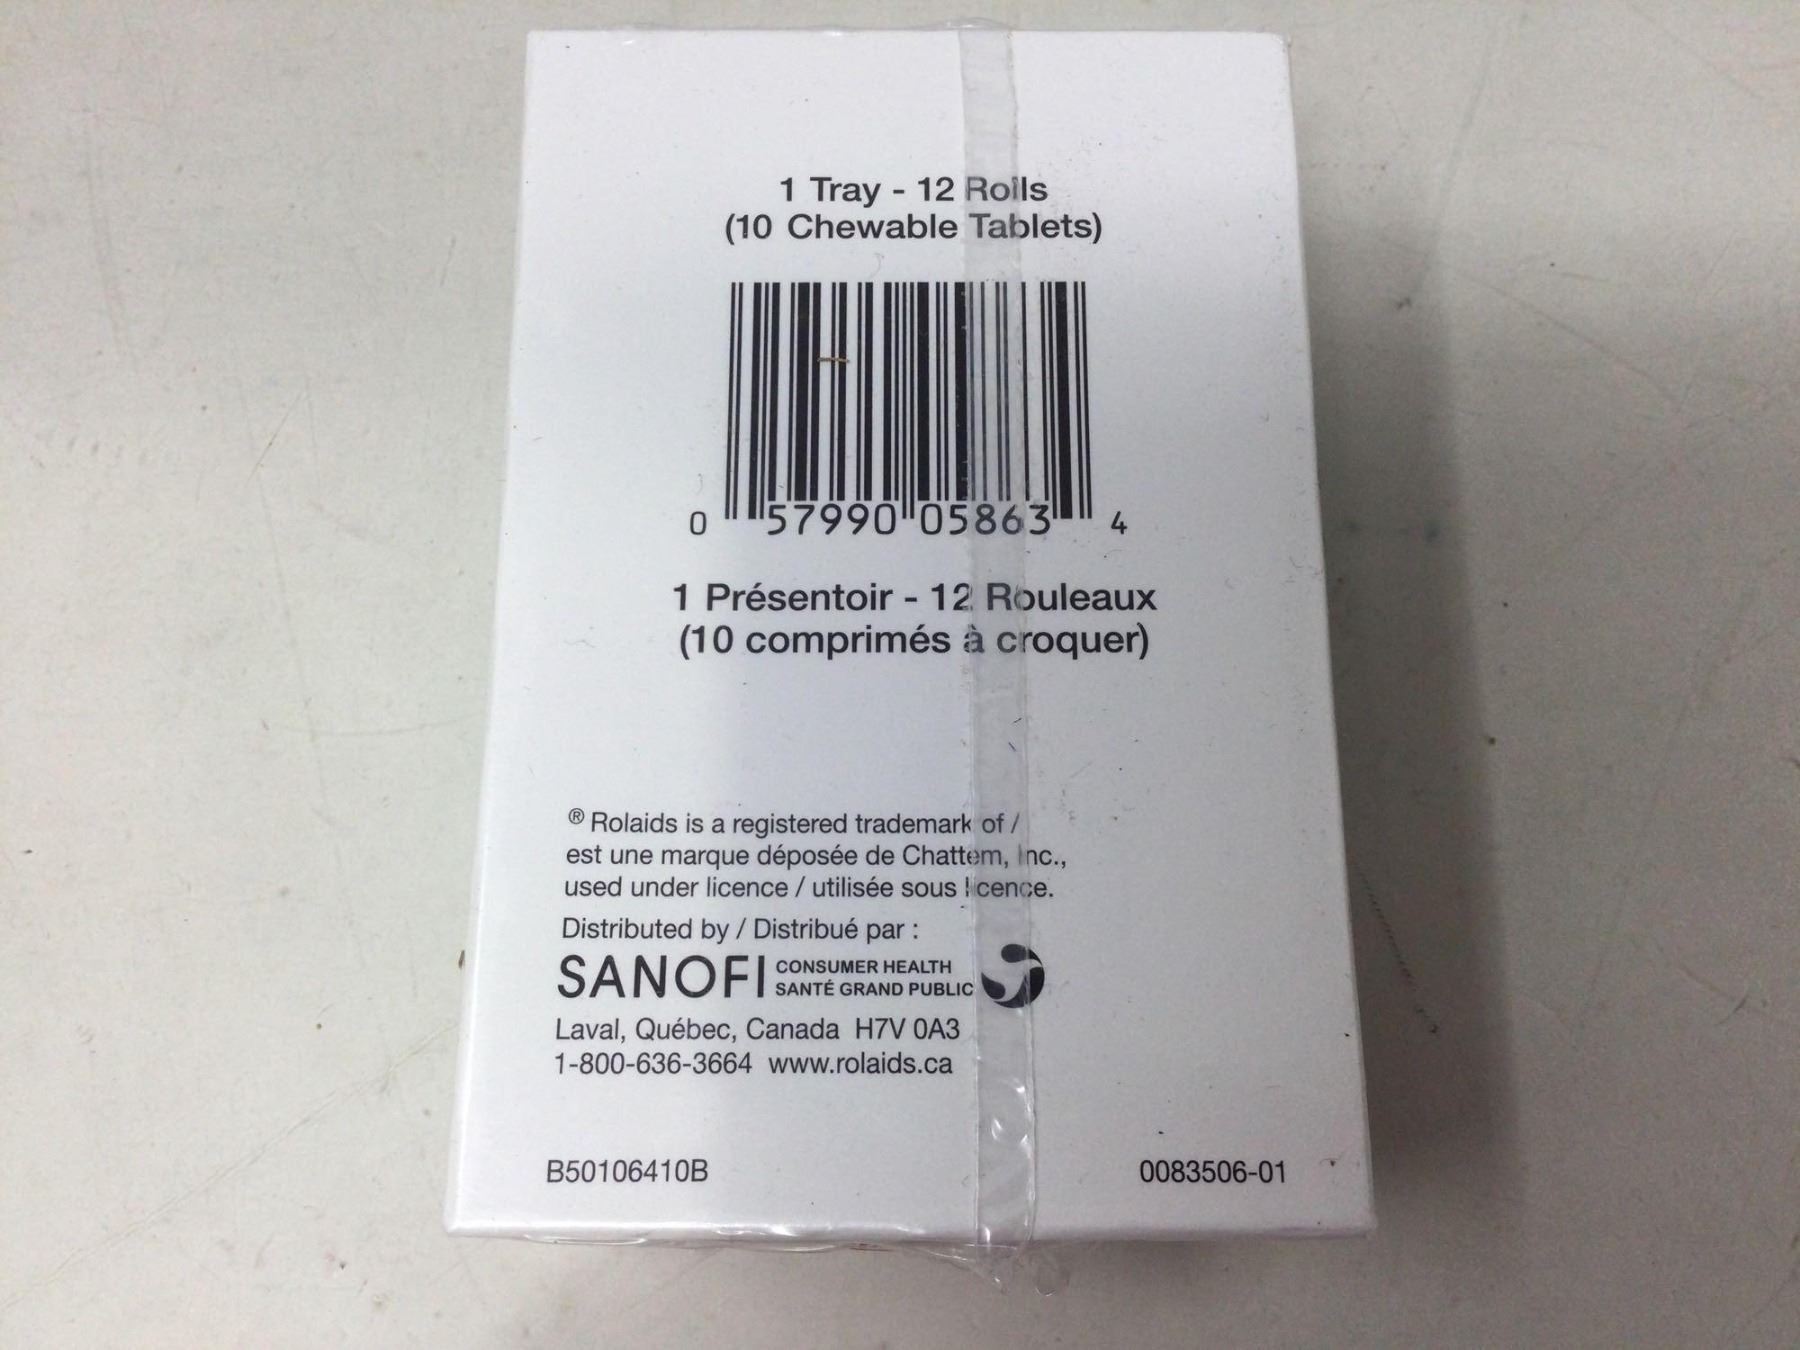 1 Tray - 12 Rolls
(10 Chewable Tablets)
0 57990 05863 4
1 Présentoir - 12 Rouleaux
(10 comprimés à croquer)
® Rolaids is a registered trademark of /
est une marque déposée de Chattem, Inc.,
used under licence / utilisée sous licence.
Distributed by / Distribué par :
SANOFI CONSUMER HEALTH
SANTÉ GRAND PUBLIC
Laval, Québec, Canada H7V 0A3
1-800-636-3664 www.rolaids.ca
B50106410B 0083506-01